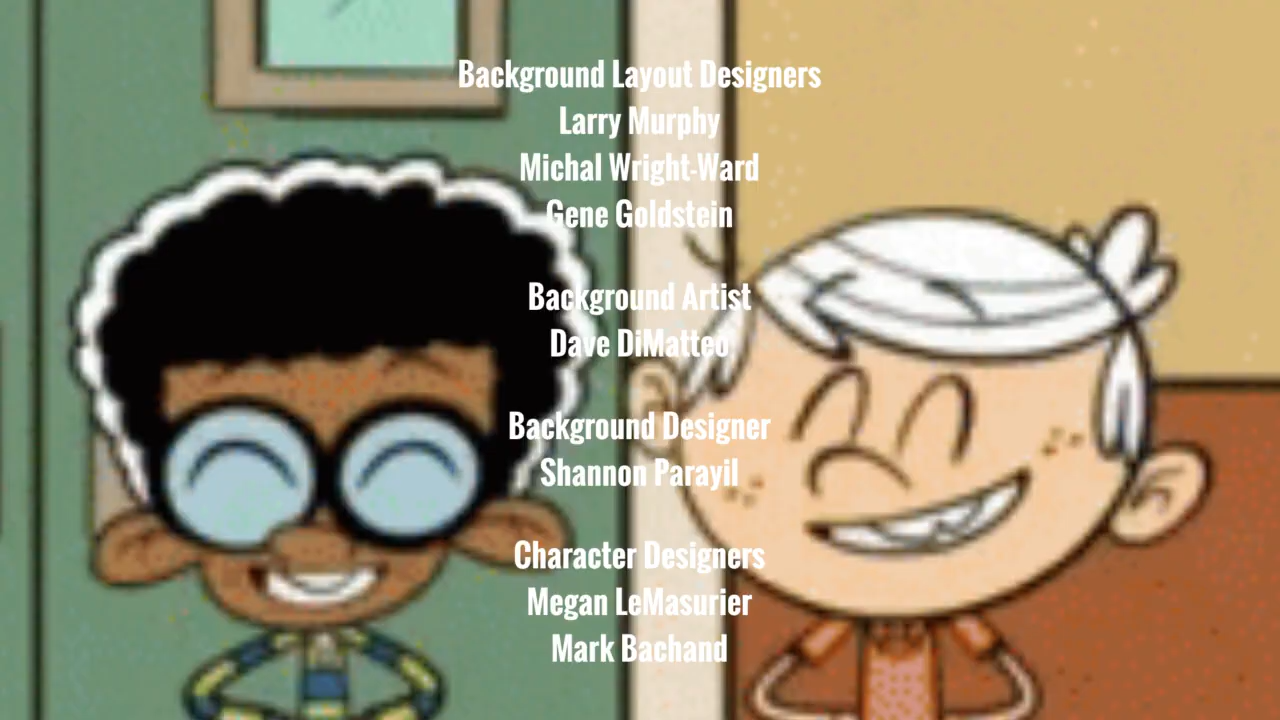 Background Layout Designers
Larry Murphy
Michal Wright-Ward
Gene Goldstein
Background Artist
Dave DiMatteo
Background Designer
Shannon Parayil
Character Designers
Megan LeMasurier
Mark Bachand